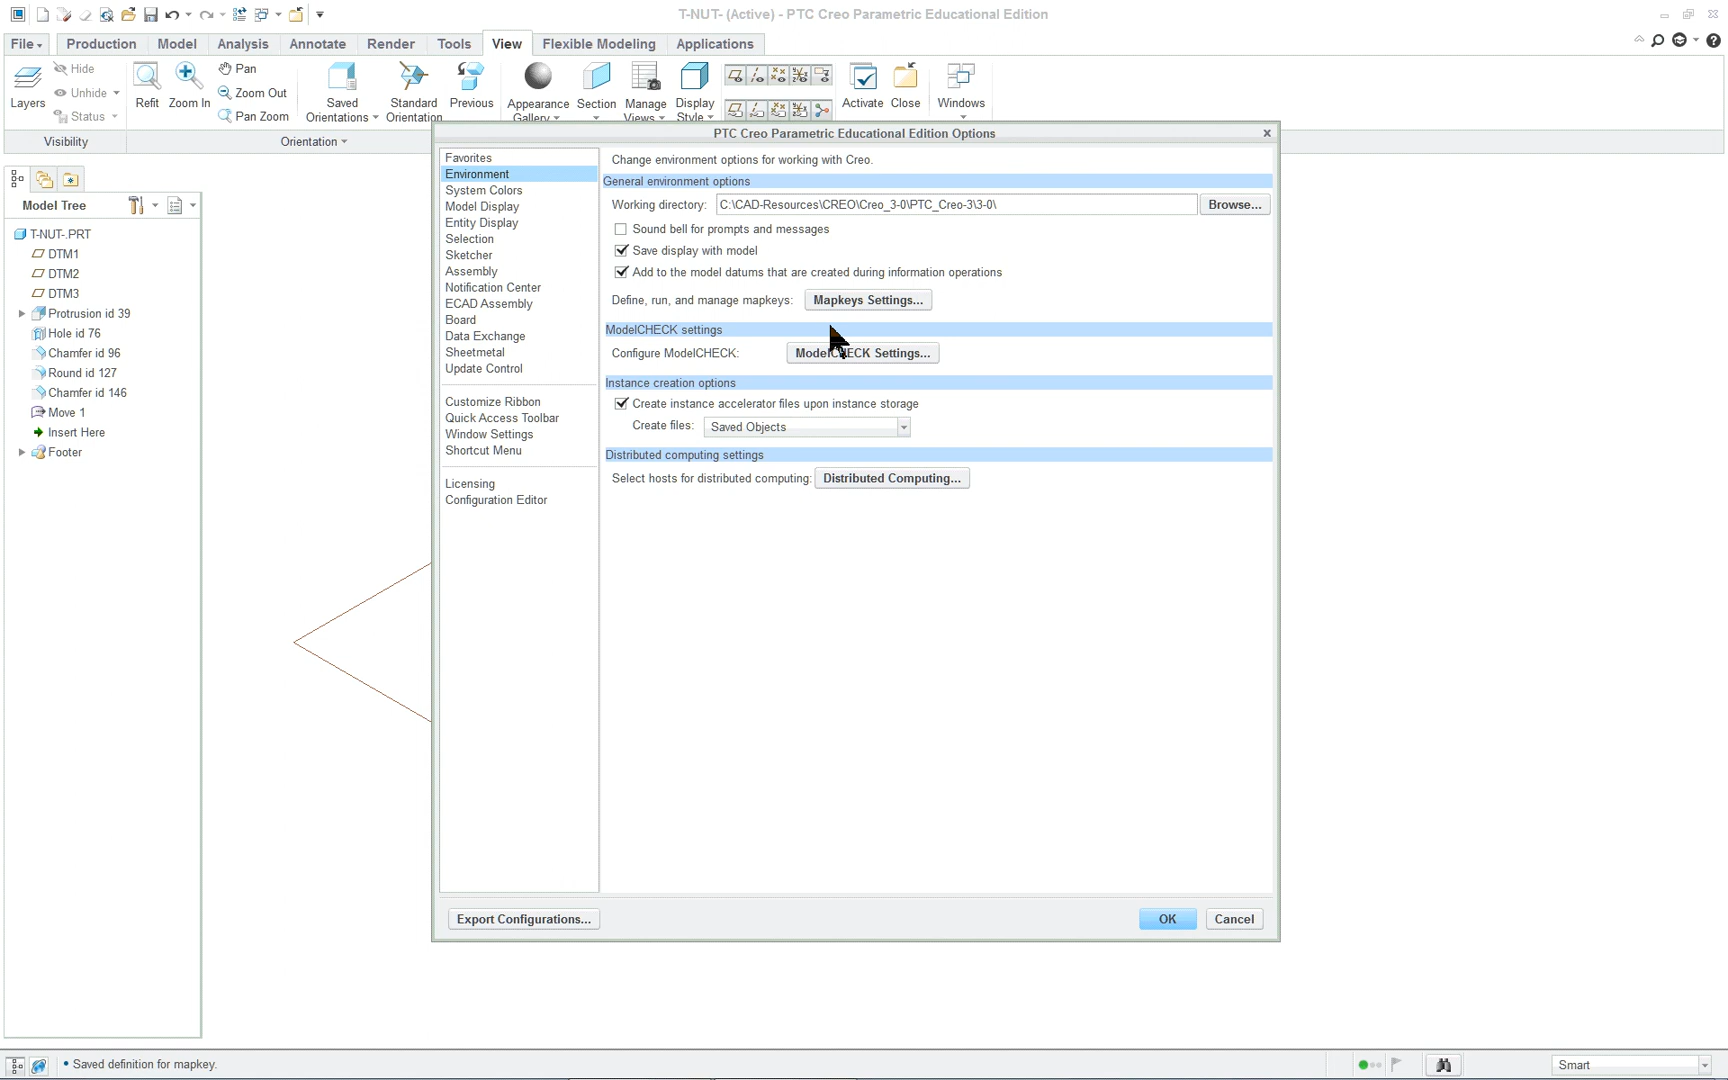 T-NUT- (Active) - PTC Creo Parametric Educational Edition
File
Production
Model
Analysis
Annotate
Render
Tools
View
Flexible Modeling
Applications
Layers
Hide
Unhide
Status
Refit
Zoom In
Pan
Zoom Out
Pan Zoom
Saved Orientations
Standard Orientation
Previous
Appearance Gallery
Section
Manage Views
Display Style
Activate
Close
Windows
Visibility
Orientation
Model Tree
T-NUT-.PRT
DTM1
DTM2
DTM3
Protrusion id 39
Hole id 76
Chamfer id 96
Round id 127
Chamfer id 146
Move 1
Insert Here
Footer
PTC Creo Parametric Educational Edition Options
Favorites
Environment
System Colors
Model Display
Entity Display
Selection
Sketcher
Assembly
Notification Center
ECAD Assembly
Board
Data Exchange
Sheetmetal
Update Control
Customize Ribbon
Quick Access Toolbar
Window Settings
Shortcut Menu
Licensing
Configuration Editor
Change environment options for working with Creo.
General environment options
Working directory: C:\CAD-Resources\CREO\Creo_3-0\PTC_Creo-3\3-0\ Browse...
Sound bell for prompts and messages
Save display with model
Add to the model datums that are created during information operations
Define, run, and manage mapkeys: Mapkeys Settings...
ModelCHECK settings
Configure ModelCHECK: ModelCHECK Settings...
Instance creation options
Create instance accelerator files upon instance storage
Create files: Saved Objects
Distributed computing settings
Select hosts for distributed computing: Distributed Computing...
Export Configurations...
OK
Cancel
• Saved definition for mapkey.
Smart